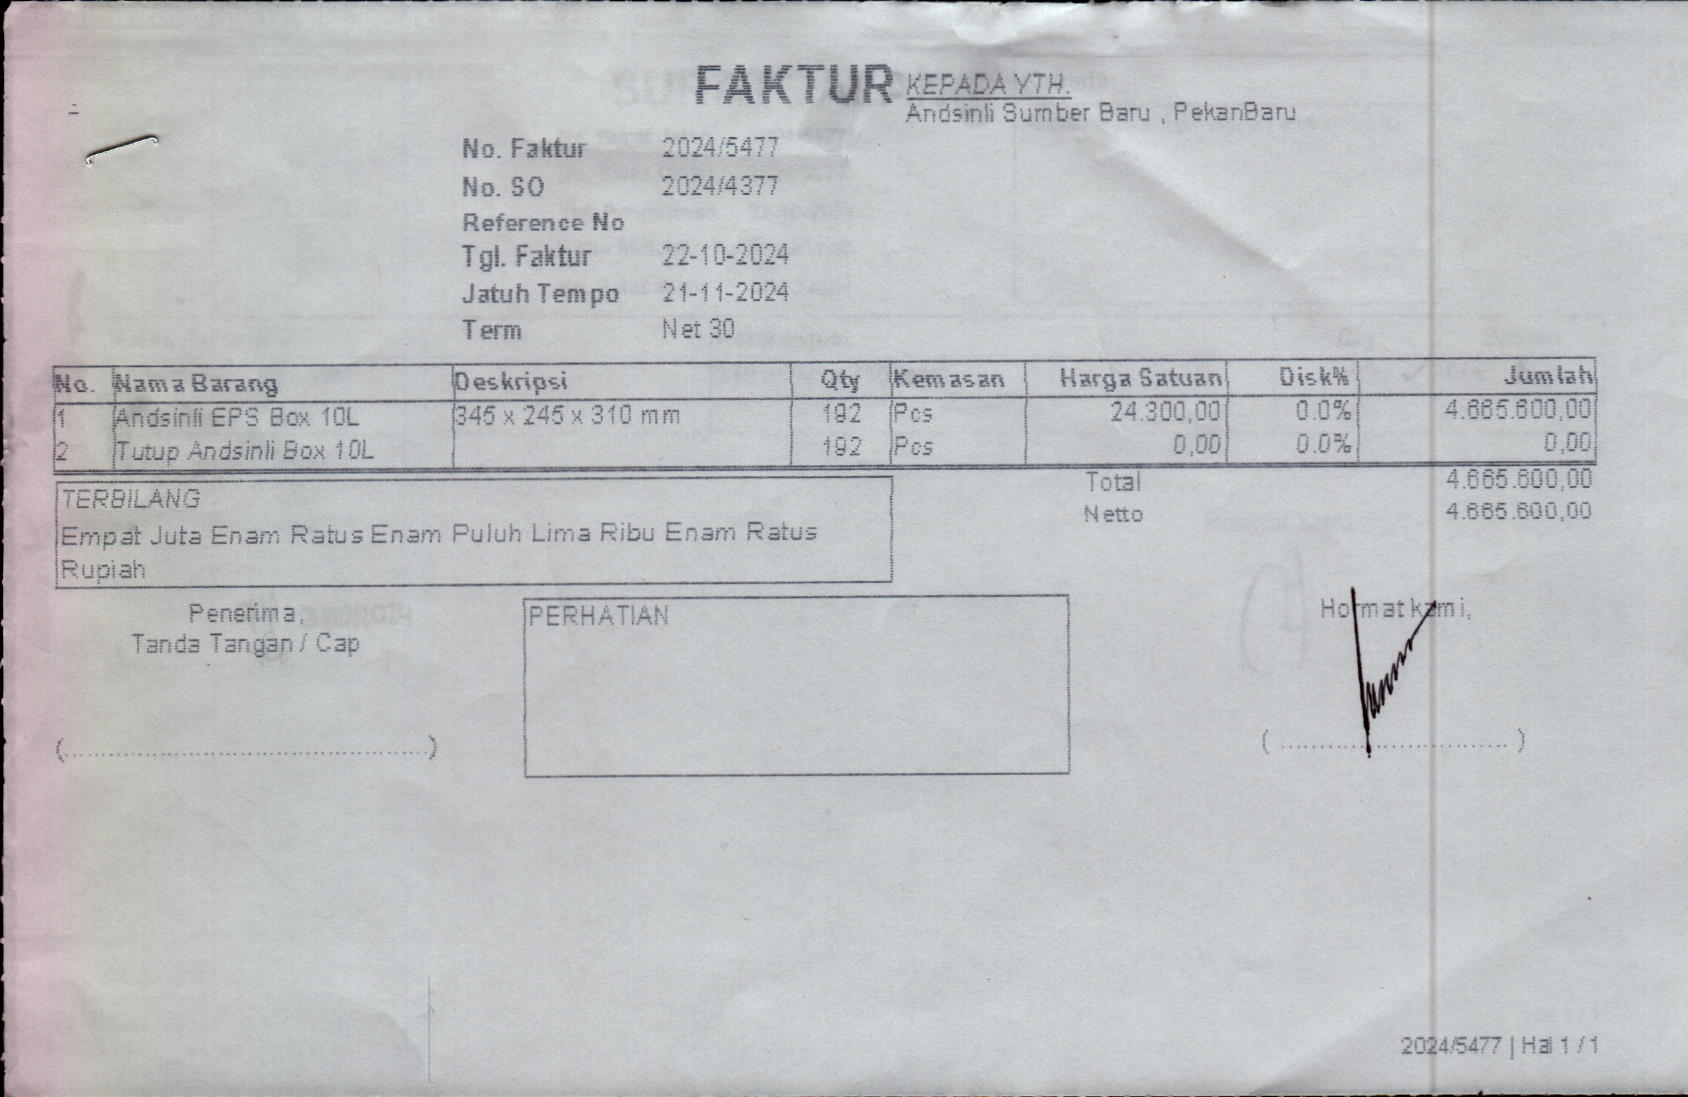 FAKTUR
KEPADA YTH.
Andsinli Sumber Baru , PekanBaru
No. Faktur 2024/5477
No. SO 2024/4377
Reference No
Tgl. Faktur 22-10-2024
Jatuh Tempo 21-11-2024
Term Net 30
No. Nama Barang Deskripsi Qty Kemasan Harga Satuan Disk% Jumlah
1 Andsinli EPS Box 10L 345 x 245 x 310 mm 192 Pcs 24.300,00 0.0% 4.665.600,00
2 Tutup Andsinli Box 10L 192 Pcs 0,00 0.0% 0,00
Total 4.665.600,00
Netto 4.665.600,00
TERBILANG
Empat Juta Enam Ratus Enam Puluh Lima Ribu Enam Ratus
Rupiah
Penerima,
Tanda Tangan / Cap
PERHATIAN
Hormat kami,
2024/5477 | Hal 1 / 1